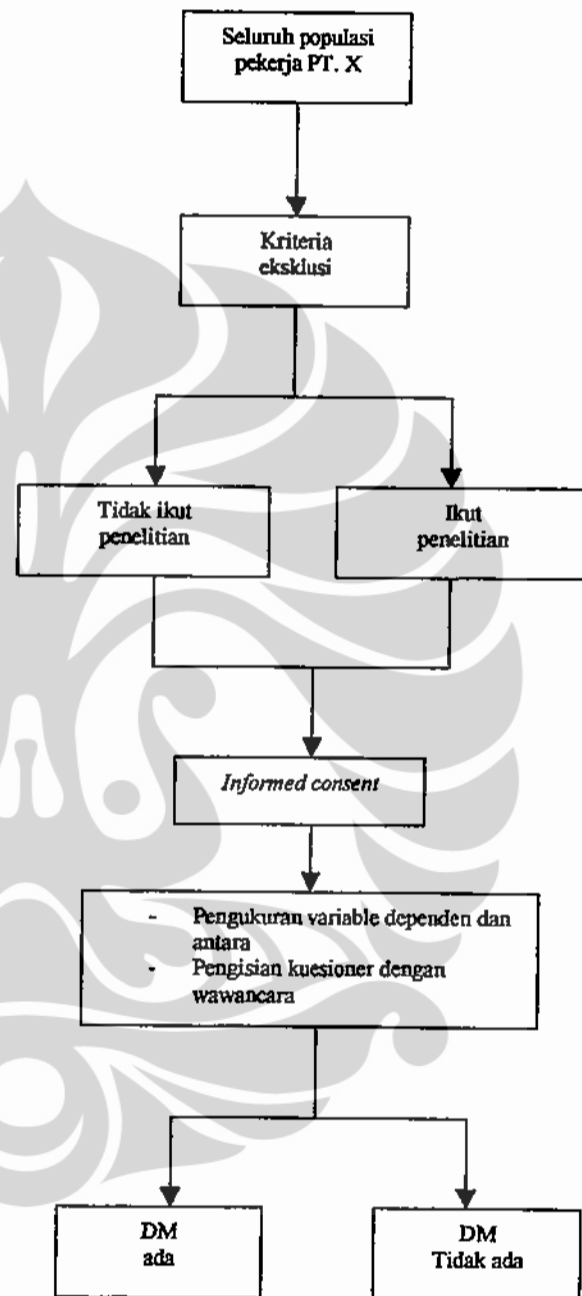 Seluruh populasi
pekerja PT. X
Kriteria
eksklusi
Tidak ikut
penelitian
Ikut
penelitian
Informed consent
- Pengukuran variable dependen dan
antara
- Pengisian kuesioner dengan
wawancara
DM
ada
DM
Tidak ada